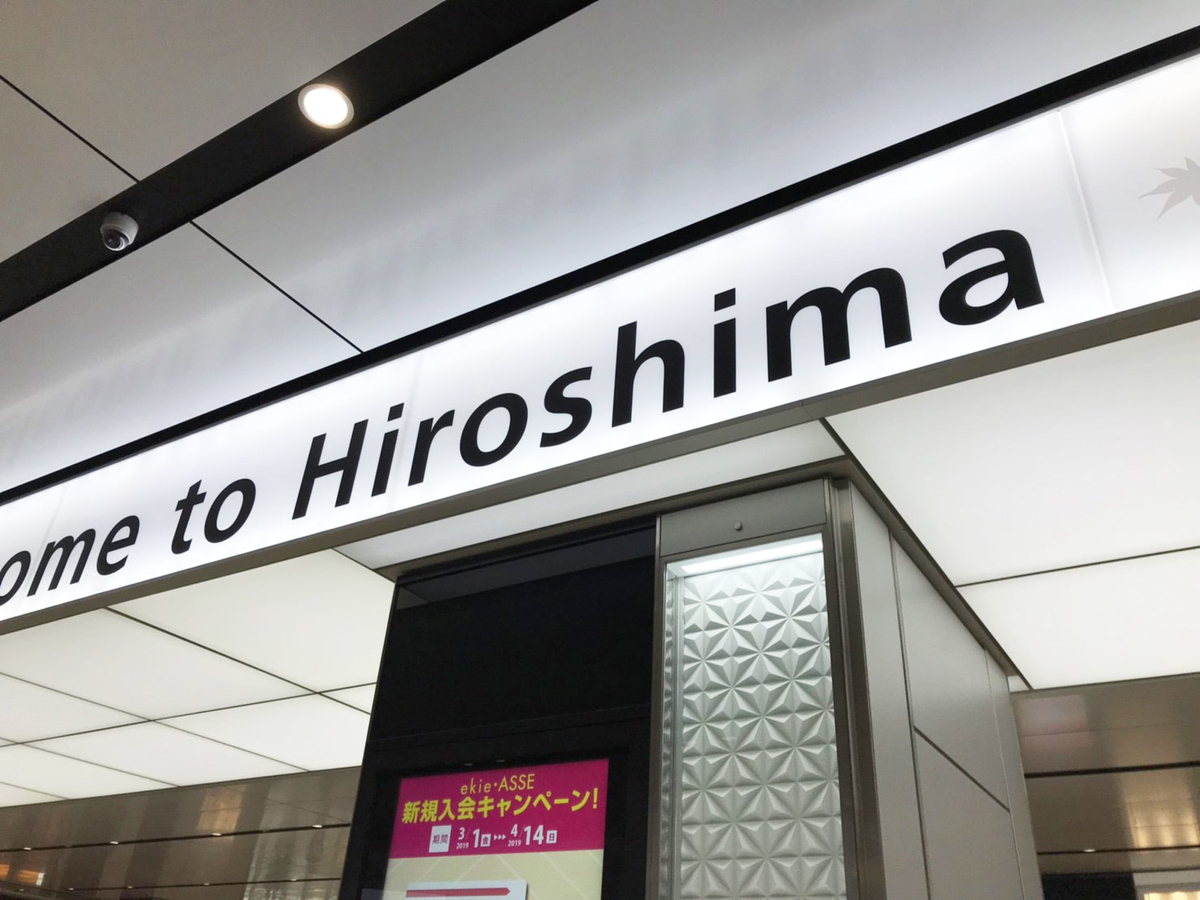 ome to Hiroshima
ekie・ASSE
新規入会キャンペーン!
期間 3/1金 ▸▸▸ 4/14日
2019 2019